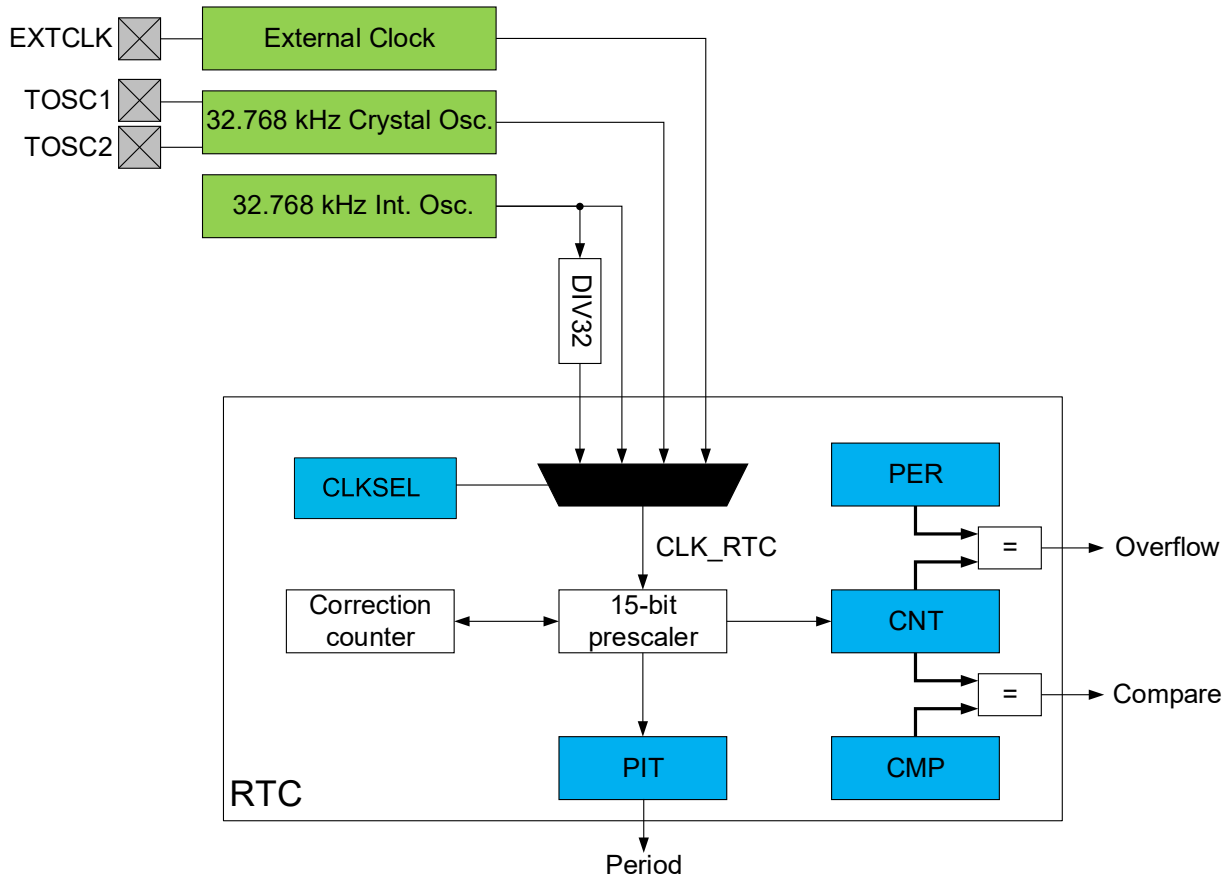 EXTCLK
External Clock
TOSC1
TOSC2
32.768 kHz Crystal Osc.
32.768 kHz Int. Osc.
DIV32
CLKSEL
PER
CLK_RTC
=
Overflow
Correction
counter
15-bit
prescaler
CNT
=
Compare
PIT
CMP
RTC
Period